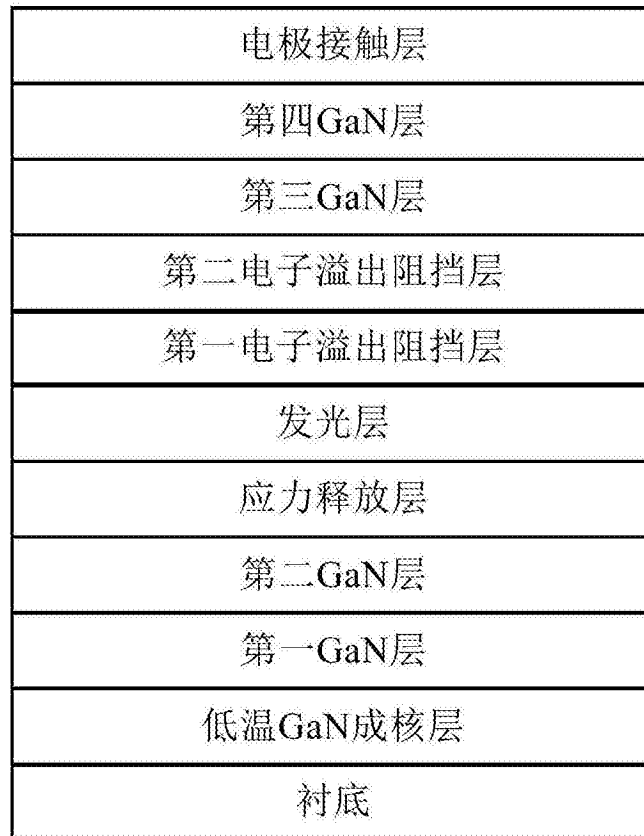 电极接触层
第四GaN层
第三GaN层
第二电子溢出阻挡层
第一电子溢出阻挡层
发光层
应力释放层
第二GaN层
第一GaN层
低温GaN成核层
衬底